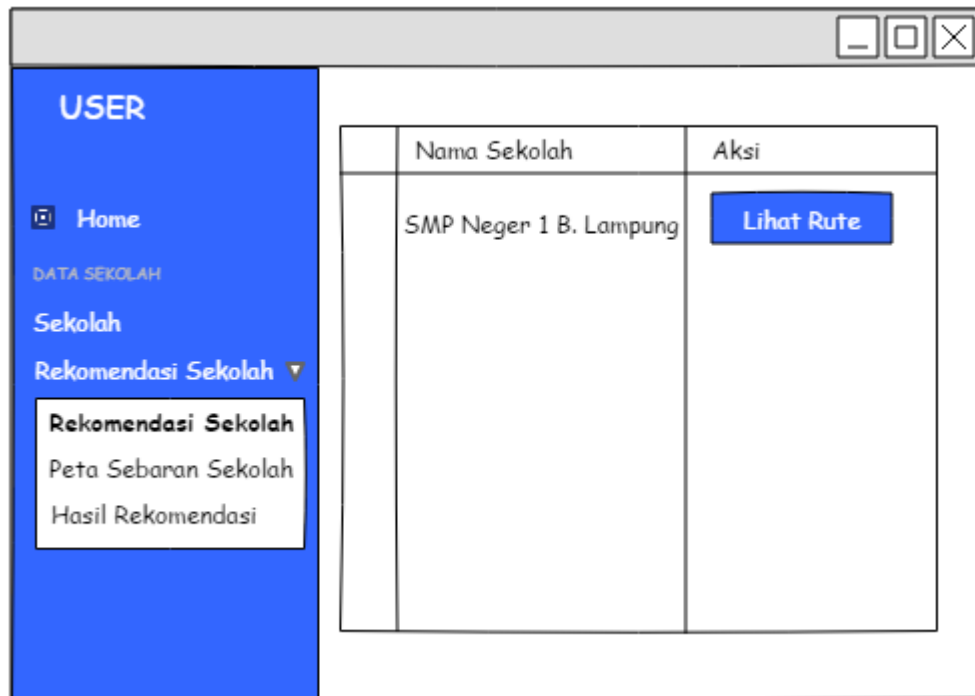 USER
Home
DATA SEKOLAH
Sekolah
Rekomendasi Sekolah
Rekomendasi Sekolah
Peta Sebaran Sekolah
Hasil Rekomendasi
Nama Sekolah
Aksi
SMP Neger 1 B. Lampung
Lihat Rute